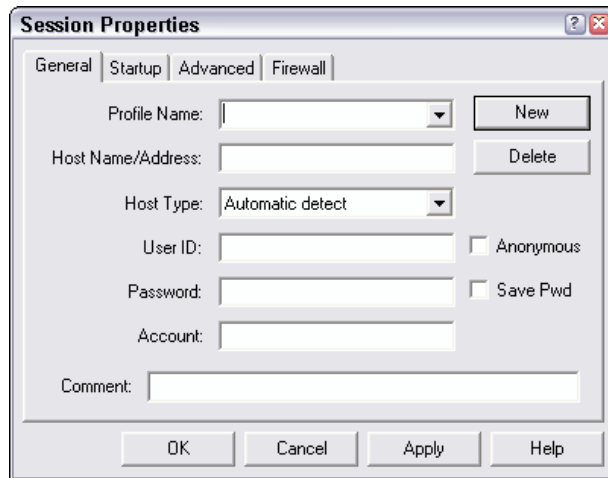 Session Properties
General Startup Advanced Firewall
Profile Name: New
Host Name/Address: Delete
Host Type: Automatic detect
User ID: Anonymous
Password: Save Pwd
Account:
Comment:
OK Cancel Apply Help